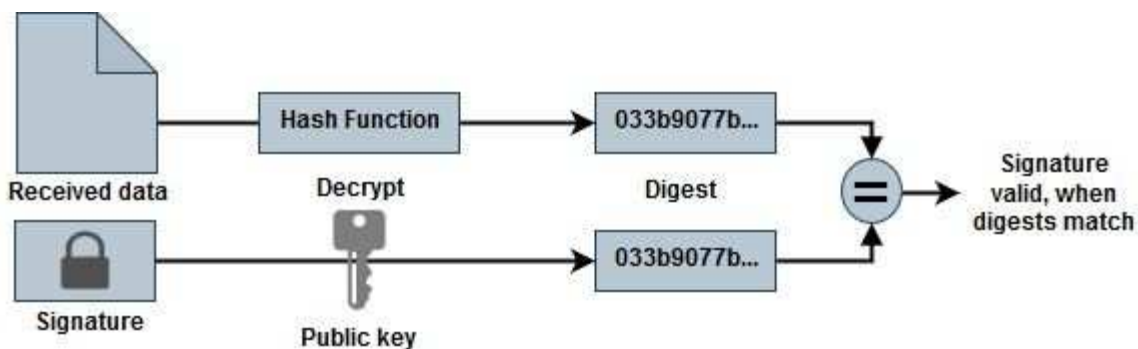 Hash Function
033b9077b...
Received data
Decrypt
Digest
Signature
valid, when
digests match
033b9077b...
Signature
Public key